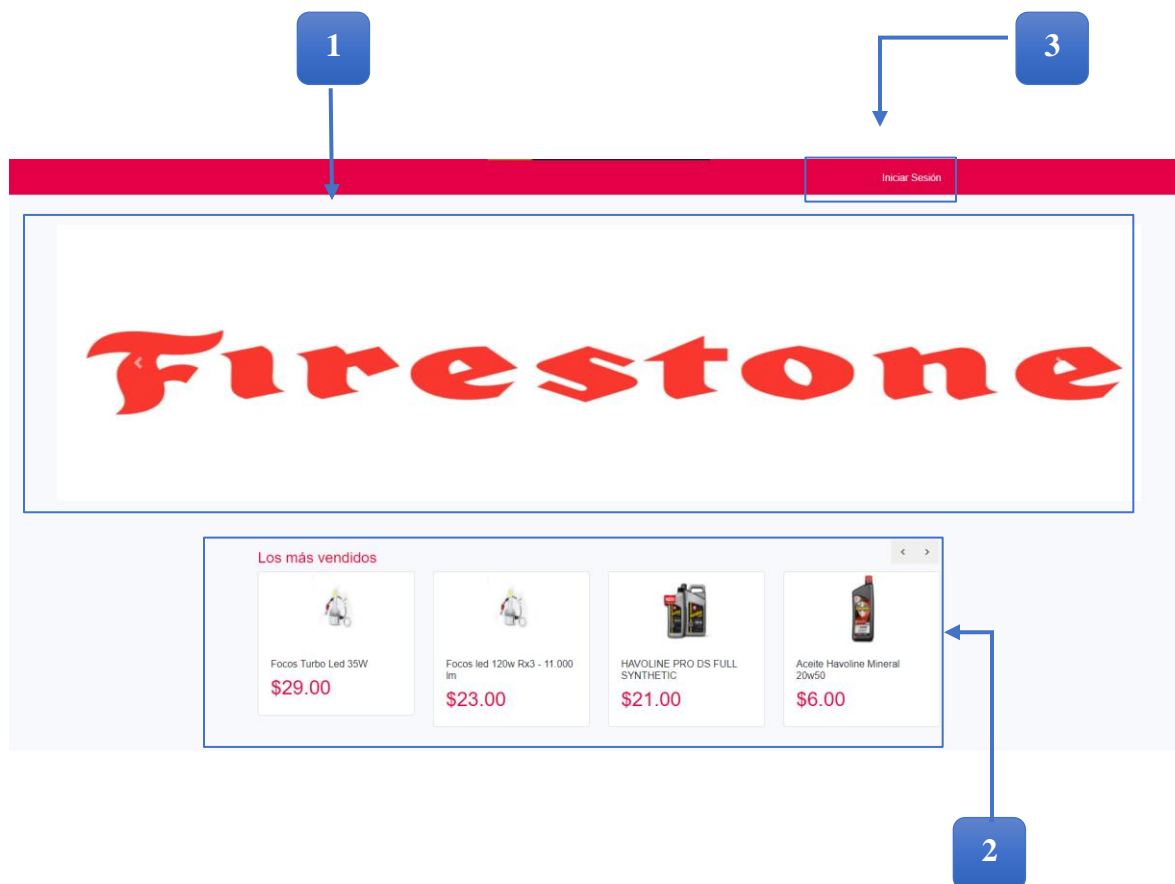 1
3
Iniciar Sesión
Firestone
Los más vendidos
Focos Turbo Led 35W
$29.00
Focos led 120w Rx3 - 11.000
lm
$23.00
HAVOLINE PRO DS FULL
SYNTHETIC
$21.00
Aceite Havoline Mineral
20w50
$6.00
2